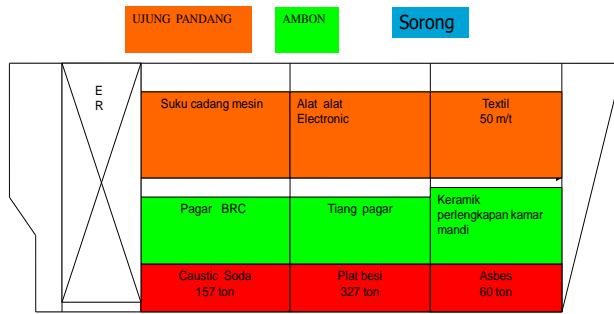 UJUNG PANDANG
AMBON
Sorong
E
R
Suku cadang mesin
Alat alat
Electronic
Textil
50 m/t
Pagar BRC
Tiang pagar
Keramik
perlengkapan kamar
mandi
Caustic Soda
157 ton
Plat besi
327 ton
Asbes
60 ton